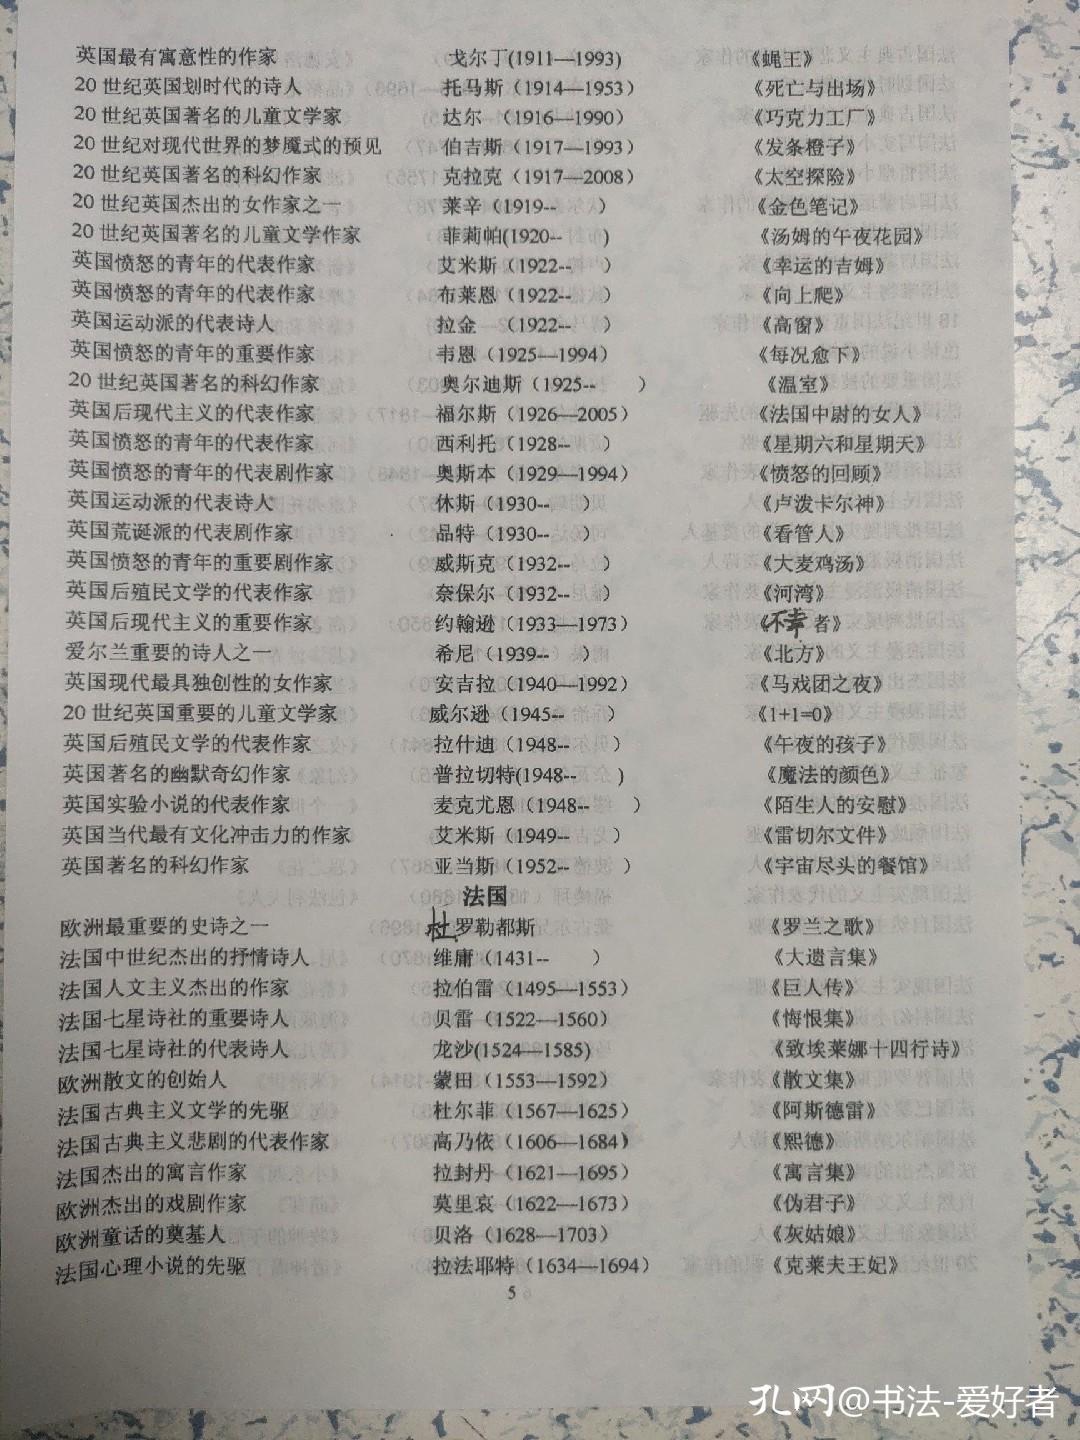 英国最有寓意性的作家 戈尔丁(1911—1993) 《蝇王》
20世纪英国划时代的诗人 托马斯（1914—1953） 《死亡与出场》
20世纪英国著名的儿童文学家 达尔 （1916—1990） 《巧克力工厂》
20世纪对现代世界的梦魇式的预见 伯吉斯（1917—1993） 《发条橙子》
20世纪英国著名的科幻作家 克拉克（1917—2008） 《太空探险》
20世纪英国杰出的女作家之一 莱辛（1919-- ） 《金色笔记》
20世纪英国著名的儿童文学作家 菲莉帕(1920-- ) 《汤姆的午夜花园》
英国愤怒的青年的代表作家 艾米斯（1922-- ） 《幸运的吉姆》
英国愤怒的青年的代表作家 布莱恩（1922-- ） 《向上爬》
英国运动派的代表诗人 拉金 （1922-- ） 《高窗》
英国愤怒的青年的重要作家 韦恩（1925—1994） 《每况愈下》
20世纪英国著名的科幻作家 奥尔迪斯（1925-- ） 《温室》
英国后现代主义的代表作家 福尔斯（1926—2005） 《法国中尉的女人》
英国愤怒的青年的代表作家 西利托（1928-- ） 《星期六和星期天》
英国愤怒的青年的代表剧作家 奥斯本（1929—1994） 《愤怒的回顾》
英国运动派的代表诗人 休斯（1930-- ） 《卢泼卡尔神》
英国荒诞派的代表剧作家 品特（1930-- ） 《看管人》
英国愤怒的青年的重要剧作家 威斯克（1932-- ） 《大麦鸡汤》
英国后殖民文学的代表作家 奈保尔（1932-- ） 《河湾》
英国后现代主义的重要作家 约翰逊（1933—1973） 《不幸者》
爱尔兰重要的诗人之一 希尼（1939-- ） 《北方》
英国现代最具独创性的女作家 安吉拉（1940—1992） 《马戏团之夜》
20世纪英国重要的儿童文学家 威尔逊（1945-- ） 《1+1=0》
英国后殖民文学的代表作家 拉什迪（1948-- ） 《午夜的孩子》
英国著名的幽默奇幻作家 普拉切特(1948-- ) 《魔法的颜色》
英国实验小说的代表作家 麦克尤恩（1948-- ） 《陌生人的安慰》
英国当代最有文化冲击力的作家 艾米斯（1949-- ） 《雷切尔文件》
英国著名的科幻作家 亚当斯（1952-- ） 《宇宙尽头的餐馆》
法国
欧洲最重要的史诗之一 杜罗勒都斯 《罗兰之歌》
法国中世纪杰出的抒情诗人 维庸（1431-- ） 《大遗言集》
法国人文主义杰出的作家 拉伯雷（1495—1553） 《巨人传》
法国七星诗社的重要诗人 贝雷（1522—1560） 《悔恨集》
法国七星诗社的代表诗人 龙沙(1524—1585) 《致埃莱娜十四行诗》
欧洲散文的创始人 蒙田（1553—1592） 《散文集》
法国古典主义文学的先驱 杜尔菲（1567—1625） 《阿斯德雷》
法国古典主义悲剧的代表作家 高乃依（1606—1684） 《熙德》
法国杰出的寓言作家 拉封丹（1621—1695） 《寓言集》
欧洲杰出的戏剧作家 莫里哀（1622—1673） 《伪君子》
欧洲童话的奠基人 贝洛（1628—1703） 《灰姑娘》
法国心理小说的先驱 拉法耶特（1634—1694） 《克莱夫王妃》
5
孔网@书法-爱好者